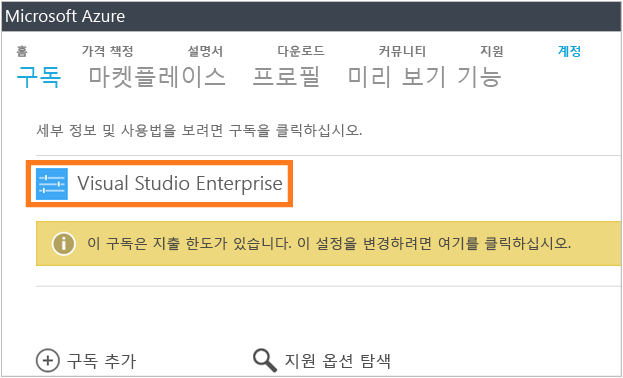 Microsoft Azure
홈 가격 책정 설명서 다운로드 커뮤니티 지원 계정
구독 마켓플레이스 프로필 미리 보기 기능
세부 정보 및 사용법을 보려면 구독을 클릭하십시오.
Visual Studio Enterprise
이 구독은 지출 한도가 있습니다. 이 설정을 변경하려면 여기를 클릭하십시오.
구독 추가 지원 옵션 탐색